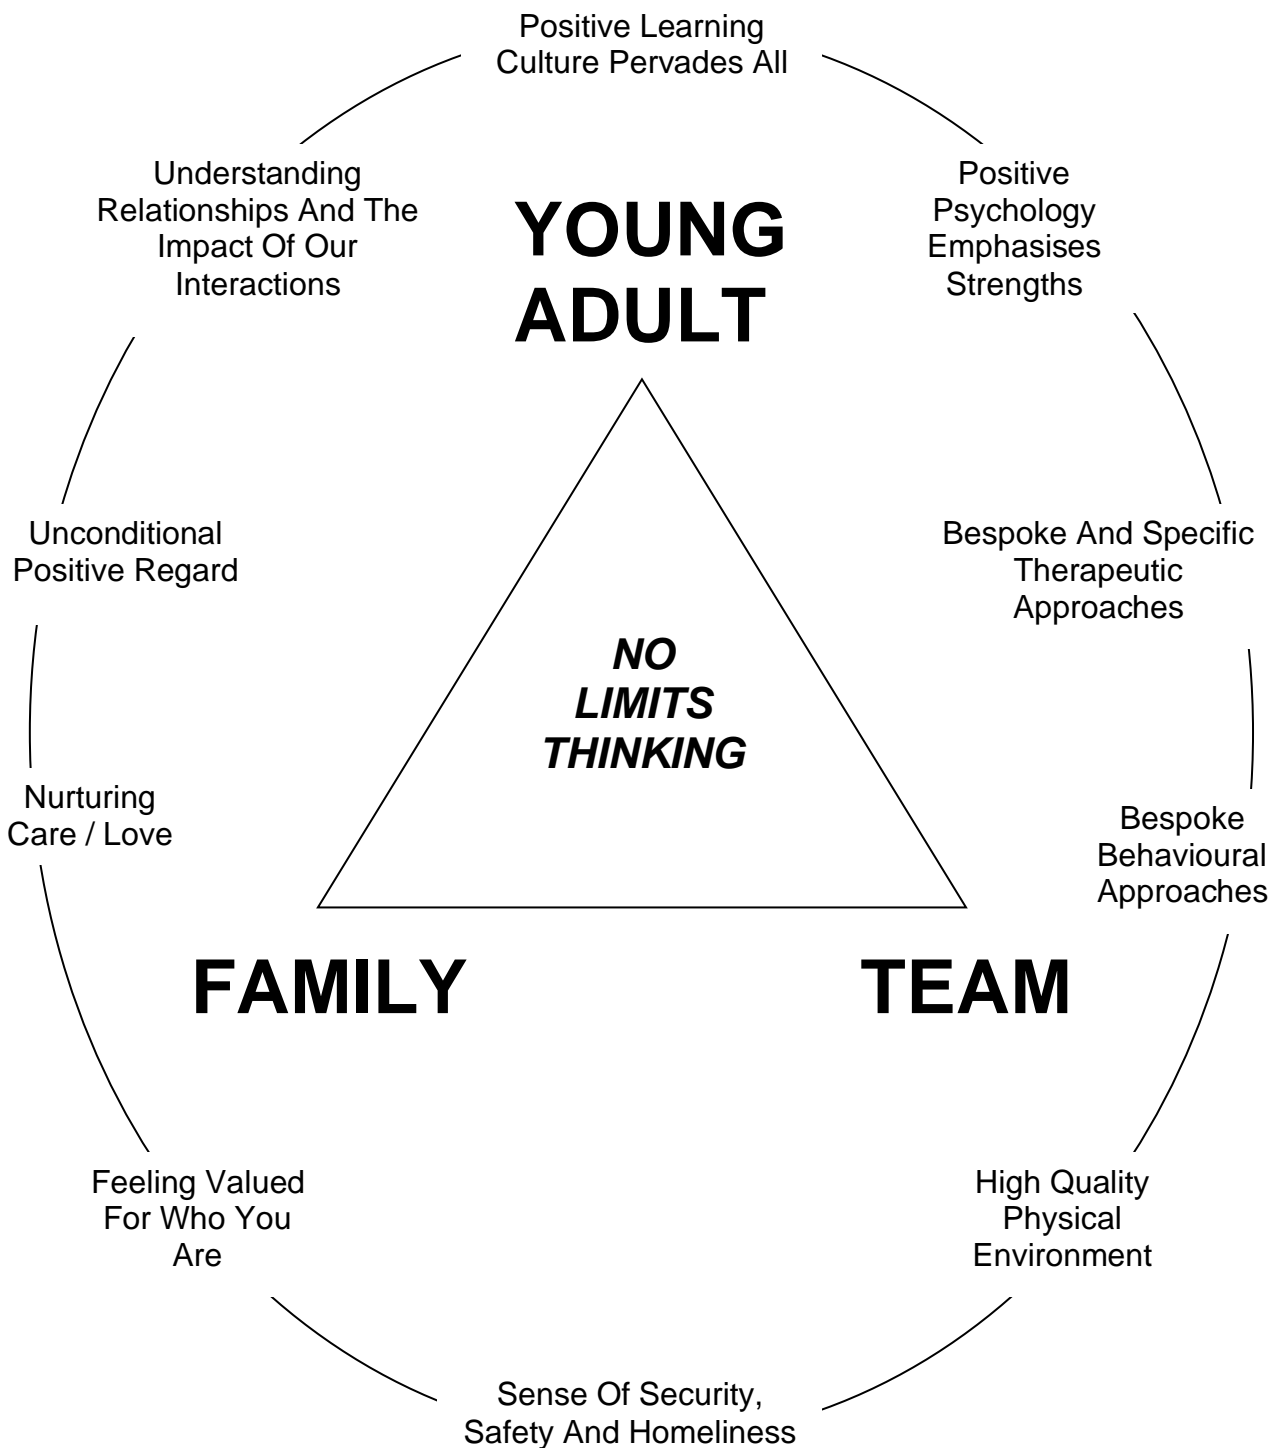 Positive Learning
Culture Pervades All
Understanding
Relationships And The
Impact Of Our
Interactions
YOUNG
ADULT
Positive
Psychology
Emphasises
Strengths
Unconditional
Positive Regard
Bespoke And Specific
Therapeutic
Approaches
NO
LIMITS
THINKING
Nurturing
Care / Love
Bespoke
Behavioural
Approaches
FAMILY
TEAM
Feeling Valued
For Who You
Are
High Quality
Physical
Environment
Sense Of Security,
Safety And Homeliness